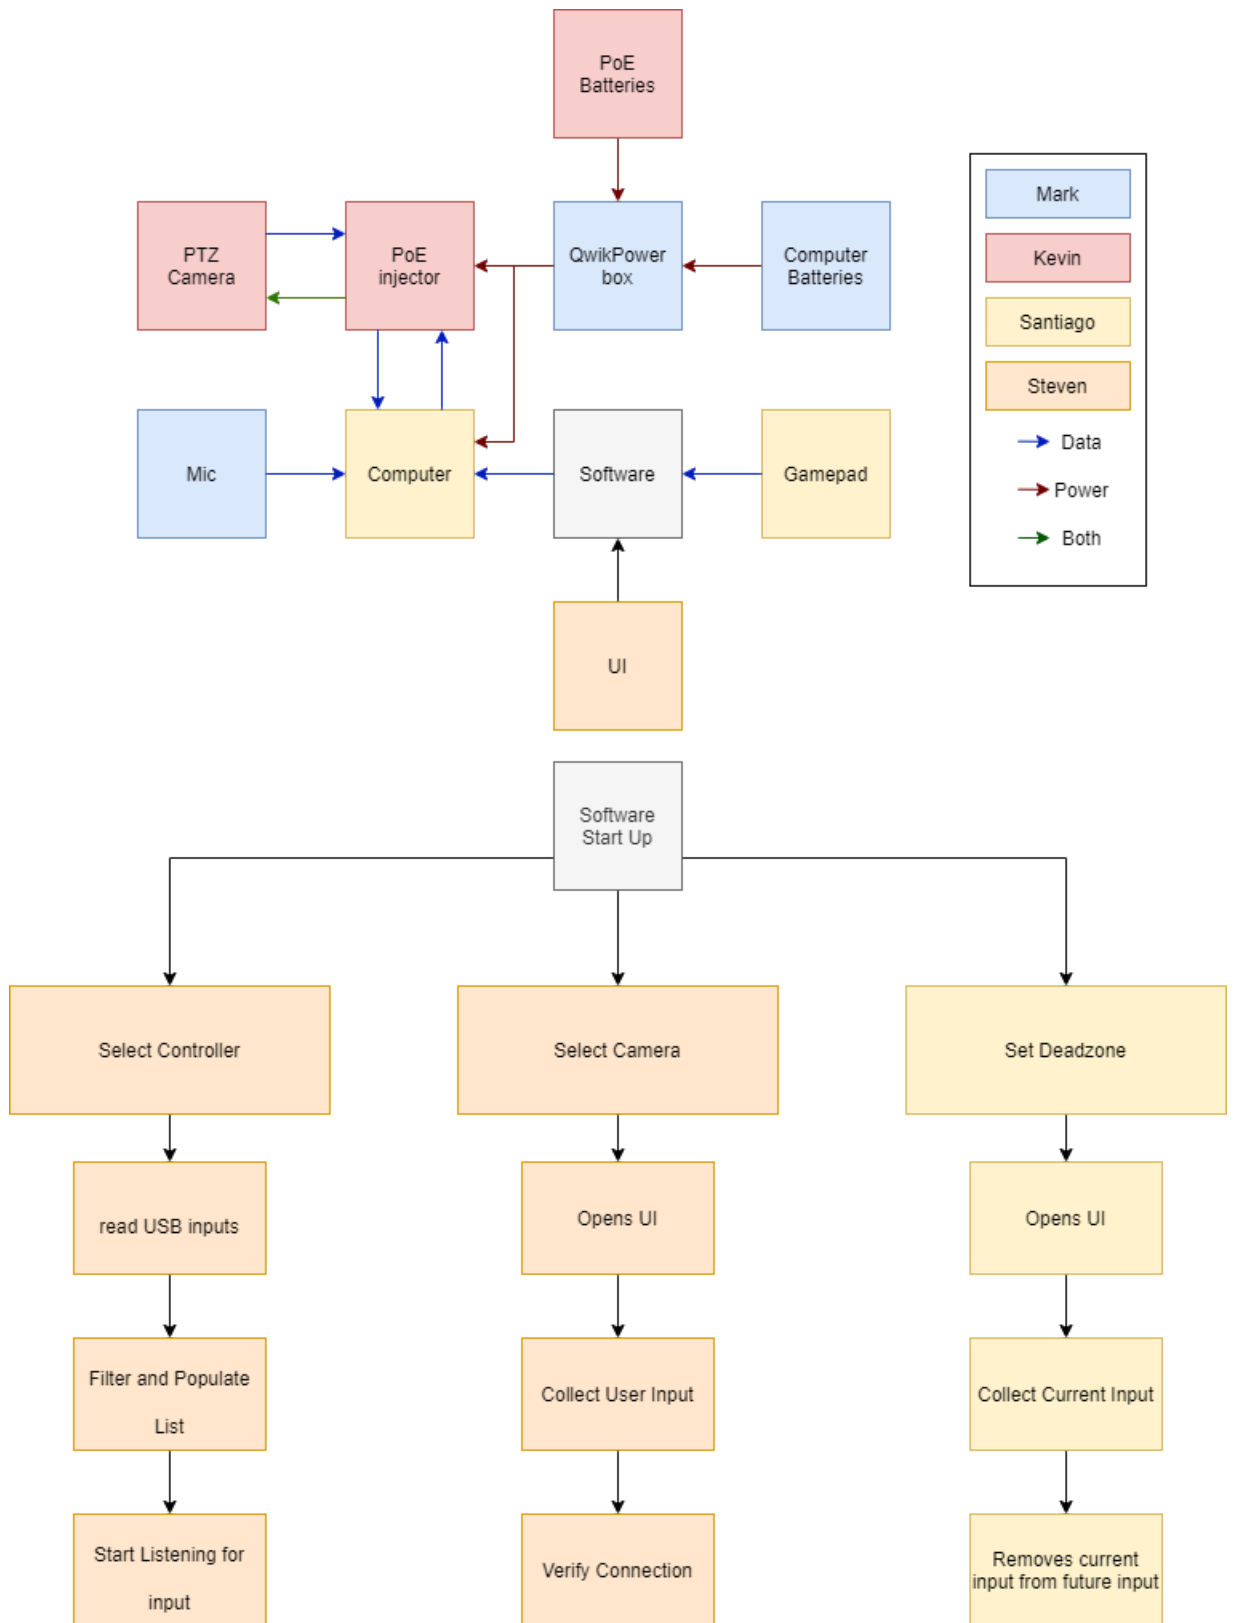 PoE
Batteries
PTZ
Camera
PoE
injector
QwikPower
box
Computer
Batteries
Mic
Computer
Software
Gamepad
UI
Mark
Kevin
Santiago
Steven
Data
Power
Both
Software
Start Up
Select Controller
Select Camera
Set Deadzone
read USB inputs
Opens UI
Opens UI
Filter and Populate
List
Collect User Input
Collect Current Input
Start Listening for
input
Verify Connection
Removes current
input from future input